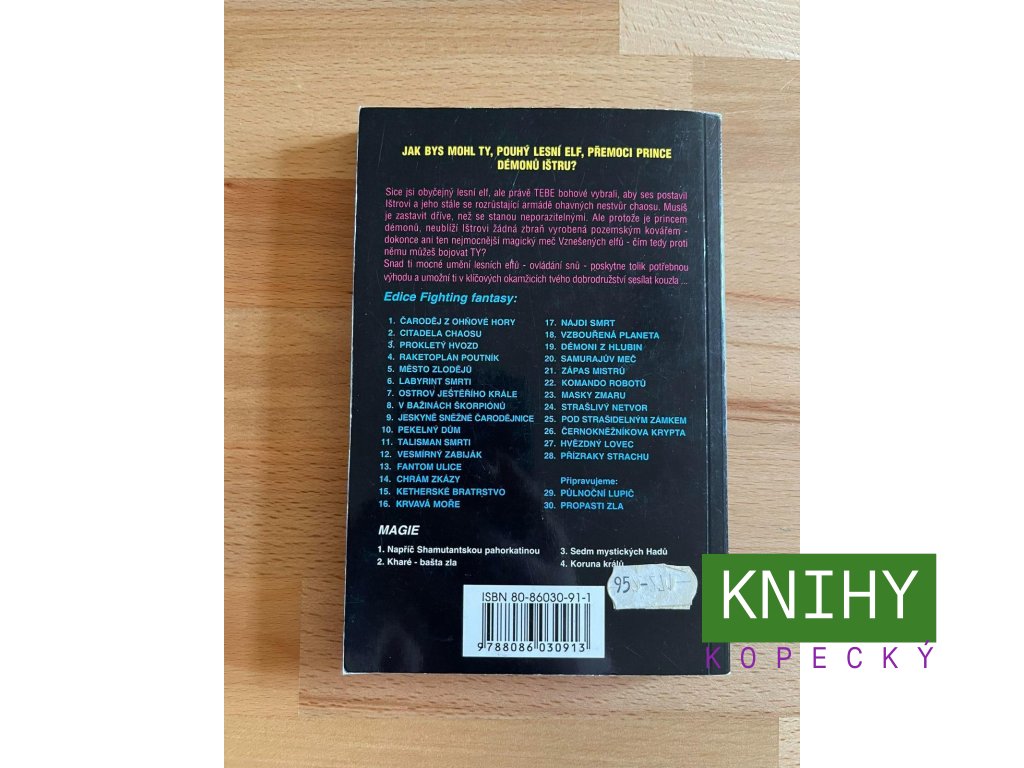 JAK BYS MOHL TY, POUHÝ LESNÍ ELF, PŘEMOCI PRINCE
DÉMONŮ IŠTRU?
Sice jsi obyčejný lesní elf, ale právě TEBE bohové vybrali, aby ses postavil
Ištrovi a jeho stále se rozrůstající armádě ohavných nestvůr chaosu. Musíš
je zastavit dříve, než se stanou neporazitelnými. Ale protože je princem
démonů, neublíží Ištrovi žádná zbraň vyrobená pozemským kovářem -
dokonce ani ten nejmocnější magický meč Vznešených elfů - čím tedy proti
němu můžeš bojovat TY?
Snad ti mocné umění lesních elfů - ovládání snů - poskytne tolik potřebnou
výhodu a umožní ti v klíčových okamžicích tvého dobrodružství sesílat kouzla ...
Edice Fighting fantasy:
1. ČARODĚJ Z OHŇOVÉ HORY
2. CITADELA CHAOSU
3. PROKLETÝ HVOZD
4. RAKETOPLÁN POUTNÍK
5. MĚSTO ZLODĚJŮ
6. LABYRINT SMRTI
7. OSTROV JEŠTĚŘÍHO KRÁLE
8. V BAŽINÁCH ŠKORPIÓNŮ
9. JESKYNĚ SNĚŽNÉ ČARODĚJNICE
10. PEKELNÝ DŮM
11. TALISMAN SMRTI
12. VESMÍRNÝ ZABIJÁK
13. FANTOM ULICE
14. CHRÁM ZKÁZY
15. KETHERSKÉ BRATRSTVO
16. KRVAVÁ MOŘE
17. NAJDI SMRT
18. VZBOUŘENÁ PLANETA
19. DÉMONI Z HLUBIN
20. SAMURAJŮV MEČ
21. ZÁPAS MISTRŮ
22. KOMANDO ROBOTŮ
23. MASKY ZMARU
24. STRAŠLIVÝ NETVOR
25. POD STRAŠIDELNÝM ZÁMKEM
26. ČERNOKNĚŽNÍKOVA KRYPTA
27. HVĚZDNÝ LOVEC
28. PŘÍZRAKY STRACHU
Připravujeme:
29. PŮLNOČNÍ LUPIČ
30. PROPASTI ZLA
MAGIE
1. Napříč Shamutantskou pahorkatinou
2. Kharé - bašta zla
3. Sedm mystických Hadů
4. Koruna králů
95
ISBN 80-86030-91-1
9 788086 030913
KNIHY
KOPECKÝ